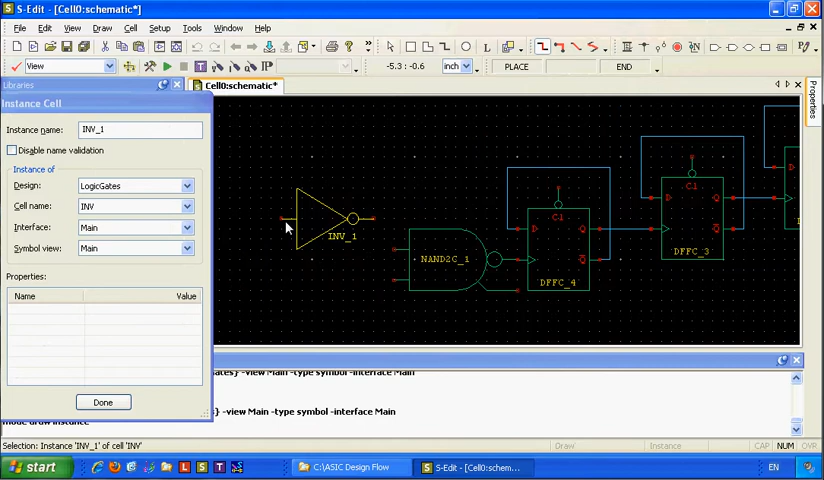 S-Edit - [Cell0:schematic*]
File Edit View Draw Cell Setup Tools Window Help
View
-5.3 : -0.6 inch PLACE END
Libraries
Cell0:schematic*
Properties
Instance Cell
Instance name: INV_1
Disable name validation
Instance of
Design: LogicGates
Cell name: INV
Interface: Main
Symbol view: Main
Properties:
Name Value
Done
INV_1
NAND2C_1
C1
D Q
Q
DFFC_4
C1
D Q
Q
DFFC_3
D
ates} -view Main -type symbol -interface Main
} -view Main -type symbol -interface Main
mode draw instance
Selection: Instance 'INV_1' of cell 'INV' Draw Instance CAP NUM OVR
start C:\ASIC Design Flow S-Edit - [Cell0:schem... EN